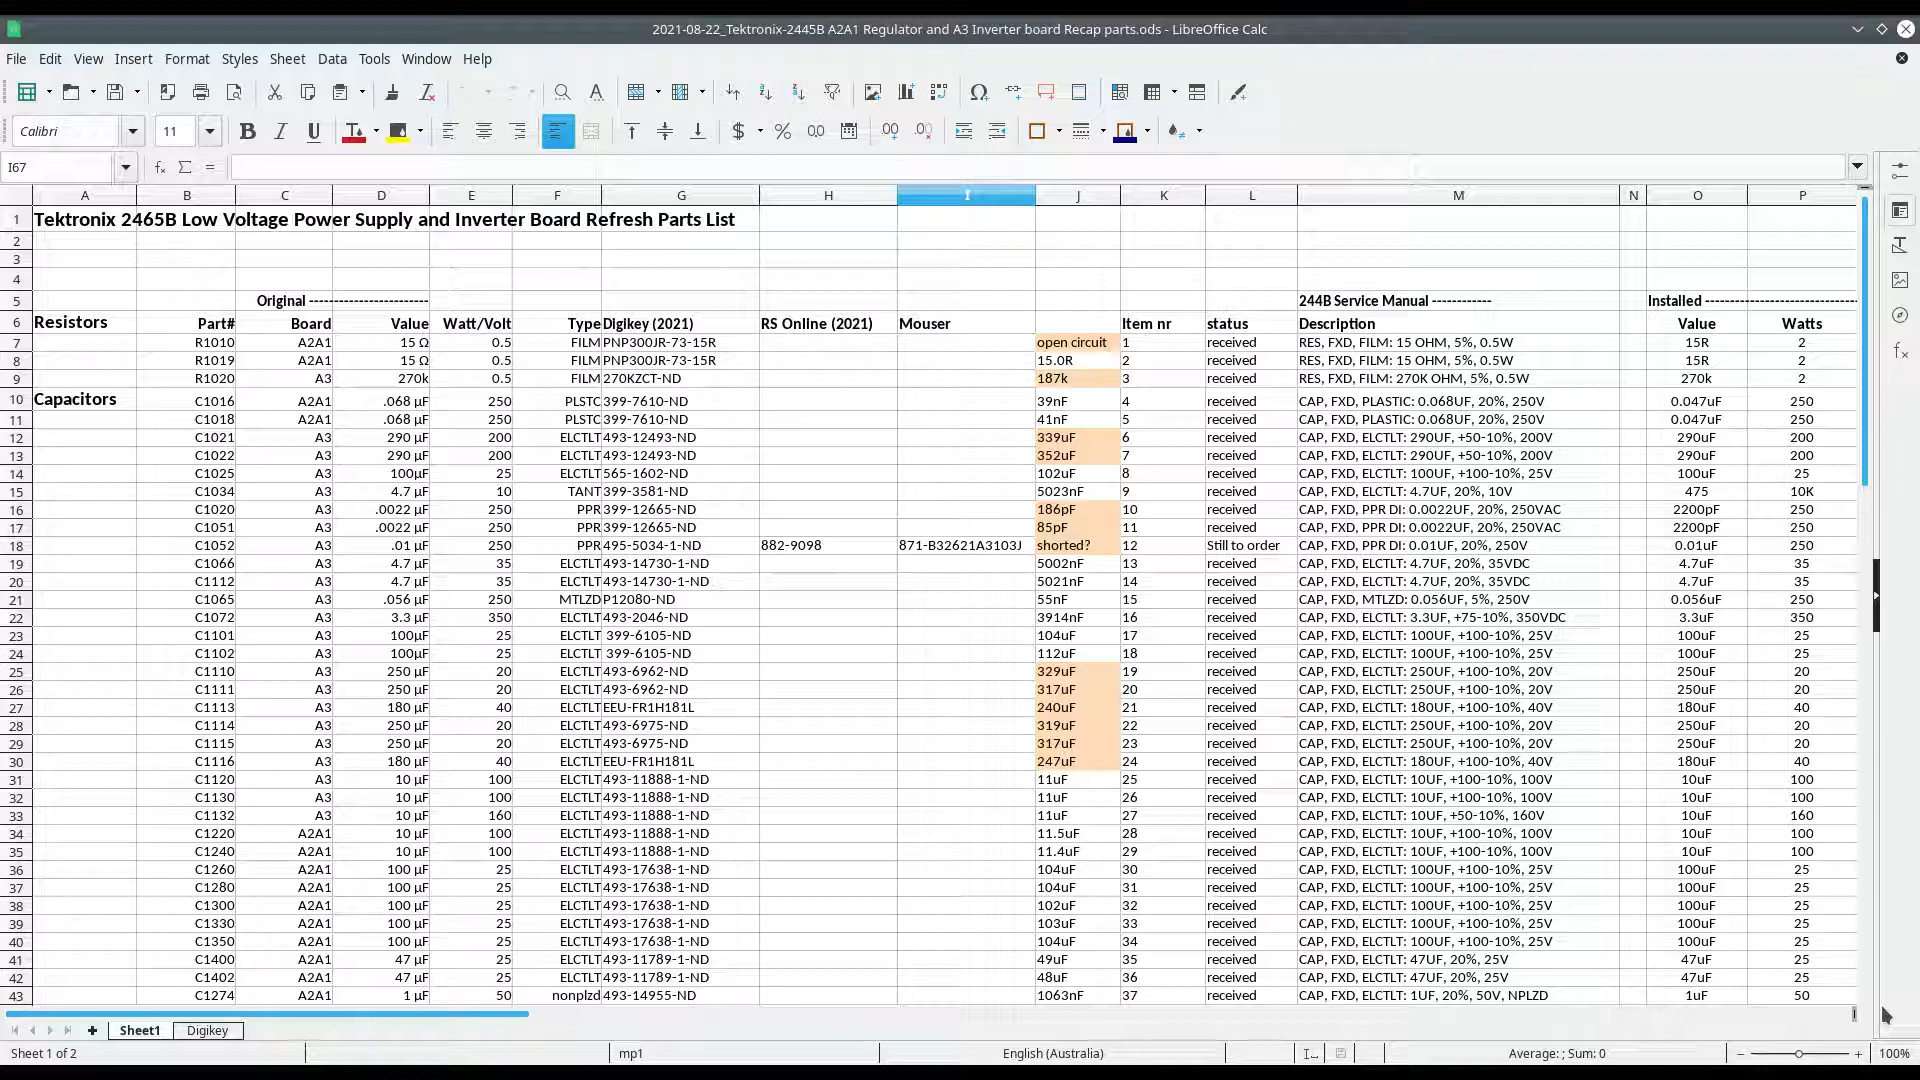 2021-08-22_Tektronix-2445B A2A1 Regulator and A3 Inverter board Recap parts.ods - LibreOffice Calc
File Edit View Insert Format Styles Sheet Data Tools Window Help
Calibri 11
I67
A B C D E F G H I J K L M N O P
1 Tektronix 2465B Low Voltage Power Supply and Inverter Board Refresh Parts List
2
3
4
5 Original ------------------------- 244B Service Manual ------------ Installed --------------------------------
6 Resistors Part# Board Value Watt/Volt Type Digikey (2021) RS Online (2021) Mouser Item nr status Description Value Watts
7 R1010 A2A1 15 Ω 0.5 FILM PNP300JR-73-15R open circuit 1 received RES, FXD, FILM: 15 OHM, 5%, 0.5W 15R 2
8 R1019 A2A1 15 Ω 0.5 FILM PNP300JR-73-15R 15.0R 2 received RES, FXD, FILM: 15 OHM, 5%, 0.5W 15R 2
9 R1020 A3 270k 0.5 FILM 270KZCT-ND 187k 3 received RES, FXD, FILM: 270K OHM, 5%, 0.5W 270k 2
10 Capacitors C1016 A2A1 .068 µF 250 PLSTC 399-7610-ND 39nF 4 received CAP, FXD, PLASTIC: 0.068UF, 20%, 250V 0.047uF 250
11 C1018 A2A1 .068 µF 250 PLSTC 399-7610-ND 41nF 5 received CAP, FXD, PLASTIC: 0.068UF, 20%, 250V 0.047uF 250
12 C1021 A3 290 µF 200 ELCTLT 493-12493-ND 339uF 6 received CAP, FXD, ELCTLT: 290UF, +50-10%, 200V 290uF 200
13 C1022 A3 290 µF 200 ELCTLT 493-12493-ND 352uF 7 received CAP, FXD, ELCTLT: 290UF, +50-10%, 200V 290uF 200
14 C1025 A3 100µF 25 ELCTLT 565-1602-ND 102uF 8 received CAP, FXD, ELCTLT: 100UF, +100-10%, 25V 100uF 25
15 C1034 A3 4.7 µF 10 TANT 399-3581-ND 5023nF 9 received CAP, FXD, ELCTLT: 4.7UF, 20%, 10V 475 10K
16 C1020 A3 .0022 µF 250 PPR 399-12665-ND 186pF 10 received CAP, FXD, PPR DI: 0.0022UF, 20%, 250VAC 2200pF 250
17 C1051 A3 .0022 µF 250 PPR 399-12665-ND 85pF 11 received CAP, FXD, PPR DI: 0.0022UF, 20%, 250VAC 2200pF 250
18 C1052 A3 .01 µF 250 PPR 495-5034-1-ND 882-9098 871-B32621A3103J shorted? 12 Still to order CAP, FXD, PPR DI: 0.01UF, 20%, 250V 0.01uF 250
19 C1066 A3 4.7 µF 35 ELCTLT 493-14730-1-ND 5002nF 13 received CAP, FXD, ELCTLT: 4.7UF, 20%, 35VDC 4.7uF 35
20 C1112 A3 4.7 µF 35 ELCTLT 493-14730-1-ND 5021nF 14 received CAP, FXD, ELCTLT: 4.7UF, 20%, 35VDC 4.7uF 35
21 C1065 A3 .056 µF 250 MTLZD P12080-ND 55nF 15 received CAP, FXD, MTLZD: 0.056UF, 5%, 250V 0.056uF 250
22 C1072 A3 3.3 µF 350 ELCTLT 493-2046-ND 3914nF 16 received CAP, FXD, ELCTLT: 3.3UF, +75-10%, 350VDC 3.3uF 350
23 C1101 A3 100µF 25 ELCTLT 399-6105-ND 104uF 17 received CAP, FXD, ELCTLT: 100UF, +100-10%, 25V 100uF 25
24 C1102 A3 100µF 25 ELCTLT 399-6105-ND 112uF 18 received CAP, FXD, ELCTLT: 100UF, +100-10%, 25V 100uF 25
25 C1110 A3 250 µF 20 ELCTLT 493-6962-ND 329uF 19 received CAP, FXD, ELCTLT: 250UF, +100-10%, 20V 250uF 20
26 C1111 A3 250 µF 20 ELCTLT 493-6962-ND 317uF 20 received CAP, FXD, ELCTLT: 250UF, +100-10%, 20V 250uF 20
27 C1113 A3 180 µF 40 ELCTLT EEU-FR1H181L 240uF 21 received CAP, FXD, ELCTLT: 180UF, +100-10%, 40V 180uF 40
28 C1114 A3 250 µF 20 ELCTLT 493-6975-ND 319uF 22 received CAP, FXD, ELCTLT: 250UF, +100-10%, 20V 250uF 20
29 C1115 A3 250 µF 20 ELCTLT 493-6975-ND 317uF 23 received CAP, FXD, ELCTLT: 250UF, +100-10%, 20V 250uF 20
30 C1116 A3 180 µF 40 ELCTLT EEU-FR1H181L 247uF 24 received CAP, FXD, ELCTLT: 180UF, +100-10%, 40V 180uF 40
31 C1120 A3 10 µF 100 ELCTLT 493-11888-1-ND 11uF 25 received CAP, FXD, ELCTLT: 10UF, +100-10%, 100V 10uF 100
32 C1130 A3 10 µF 100 ELCTLT 493-11888-1-ND 11uF 26 received CAP, FXD, ELCTLT: 10UF, +100-10%, 100V 10uF 100
33 C1132 A3 10 µF 160 ELCTLT 493-11888-1-ND 11uF 27 received CAP, FXD, ELCTLT: 10UF, +50-10%, 160V 10uF 160
34 C1220 A2A1 10 µF 100 ELCTLT 493-11888-1-ND 11.5uF 28 received CAP, FXD, ELCTLT: 10UF, +100-10%, 100V 10uF 100
35 C1240 A2A1 10 µF 100 ELCTLT 493-11888-1-ND 11.4uF 29 received CAP, FXD, ELCTLT: 10UF, +100-10%, 100V 10uF 100
36 C1260 A2A1 100 µF 25 ELCTLT 493-17638-1-ND 104uF 30 received CAP, FXD, ELCTLT: 100UF, +100-10%, 25V 100uF 25
37 C1280 A2A1 100 µF 25 ELCTLT 493-17638-1-ND 104uF 31 received CAP, FXD, ELCTLT: 100UF, +100-10%, 25V 100uF 25
38 C1300 A2A1 100 µF 25 ELCTLT 493-17638-1-ND 102uF 32 received CAP, FXD, ELCTLT: 100UF, +100-10%, 25V 100uF 25
39 C1330 A2A1 100 µF 25 ELCTLT 493-17638-1-ND 103uF 33 received CAP, FXD, ELCTLT: 100UF, +100-10%, 25V 100uF 25
40 C1350 A2A1 100 µF 25 ELCTLT 493-17638-1-ND 104uF 34 received CAP, FXD, ELCTLT: 100UF, +100-10%, 25V 100uF 25
41 C1400 A2A1 47 µF 25 ELCTLT 493-11789-1-ND 49uF 35 received CAP, FXD, ELCTLT: 47UF, 20%, 25V 47uF 25
42 C1402 A2A1 47 µF 25 ELCTLT 493-11789-1-ND 48uF 36 received CAP, FXD, ELCTLT: 47UF, 20%, 25V 47uF 25
43 C1274 A2A1 1 µF 50 nonplzd 493-14955-ND 1063nF 37 received CAP, FXD, ELCTLT: 1UF, 20%, 50V, NPLZD 1uF 50
Sheet1 Digikey
Sheet 1 of 2 mp1 English (Australia) Average: ; Sum: 0 100%